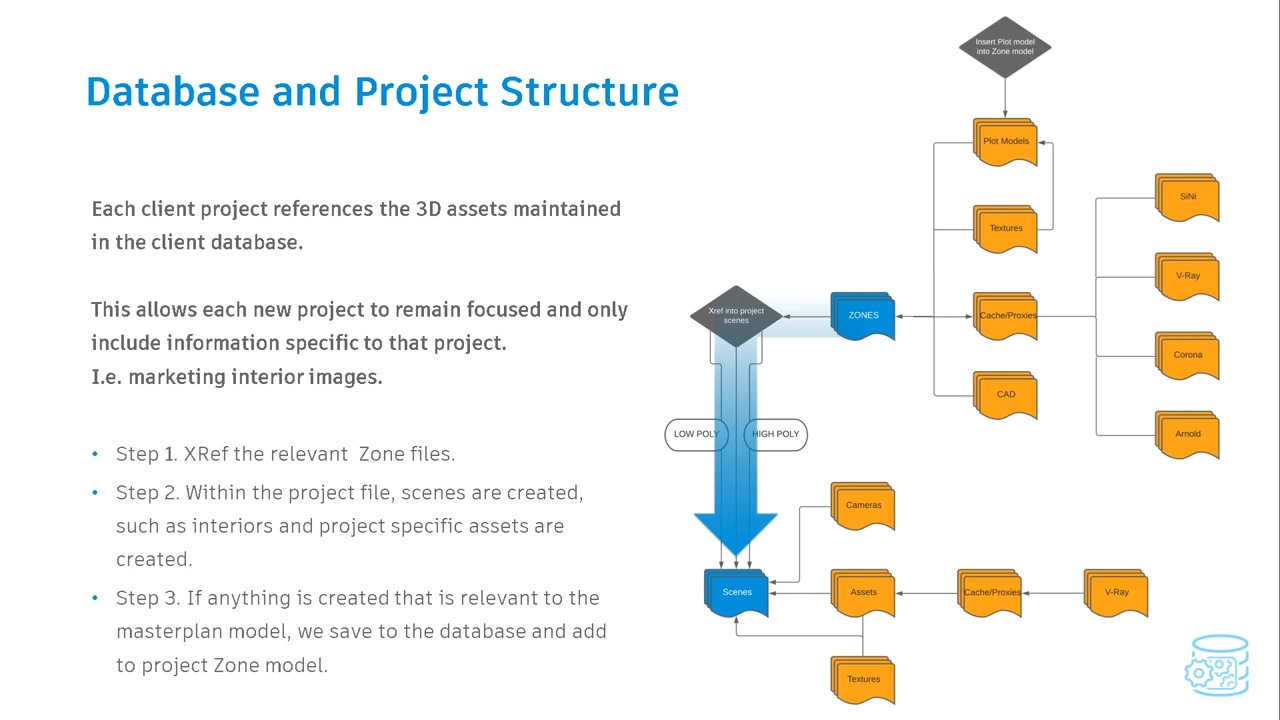 Database and Project Structure
Each client project references the 3D assets maintained
in the client database.
This allows each new project to remain focused and only
include information specific to that project.
I.e. marketing interior images.
• Step 1. XRef the relevant  Zone files.
• Step 2. Within the project file, scenes are created,
such as interiors and project specific assets are
created.
• Step 3. If anything is created that is relevant to the
masterplan model, we save to the database and add
to project Zone model.
Insert Plot model
into Zone model
Plot Models
Textures
Cache/Proxies
CAD
SiNi
V-Ray
Corona
Arnold
ZONES
Xref into project
scenes
LOW POLY
HIGH POLY
Cameras
Scenes
Assets
Cache/Proxies
V-Ray
Textures